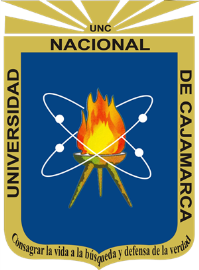 UNC
NACIONAL
UNIVERSIDAD
DE CAJAMARCA
Consagrar la vida a la búsqueda y defensa de la verdad